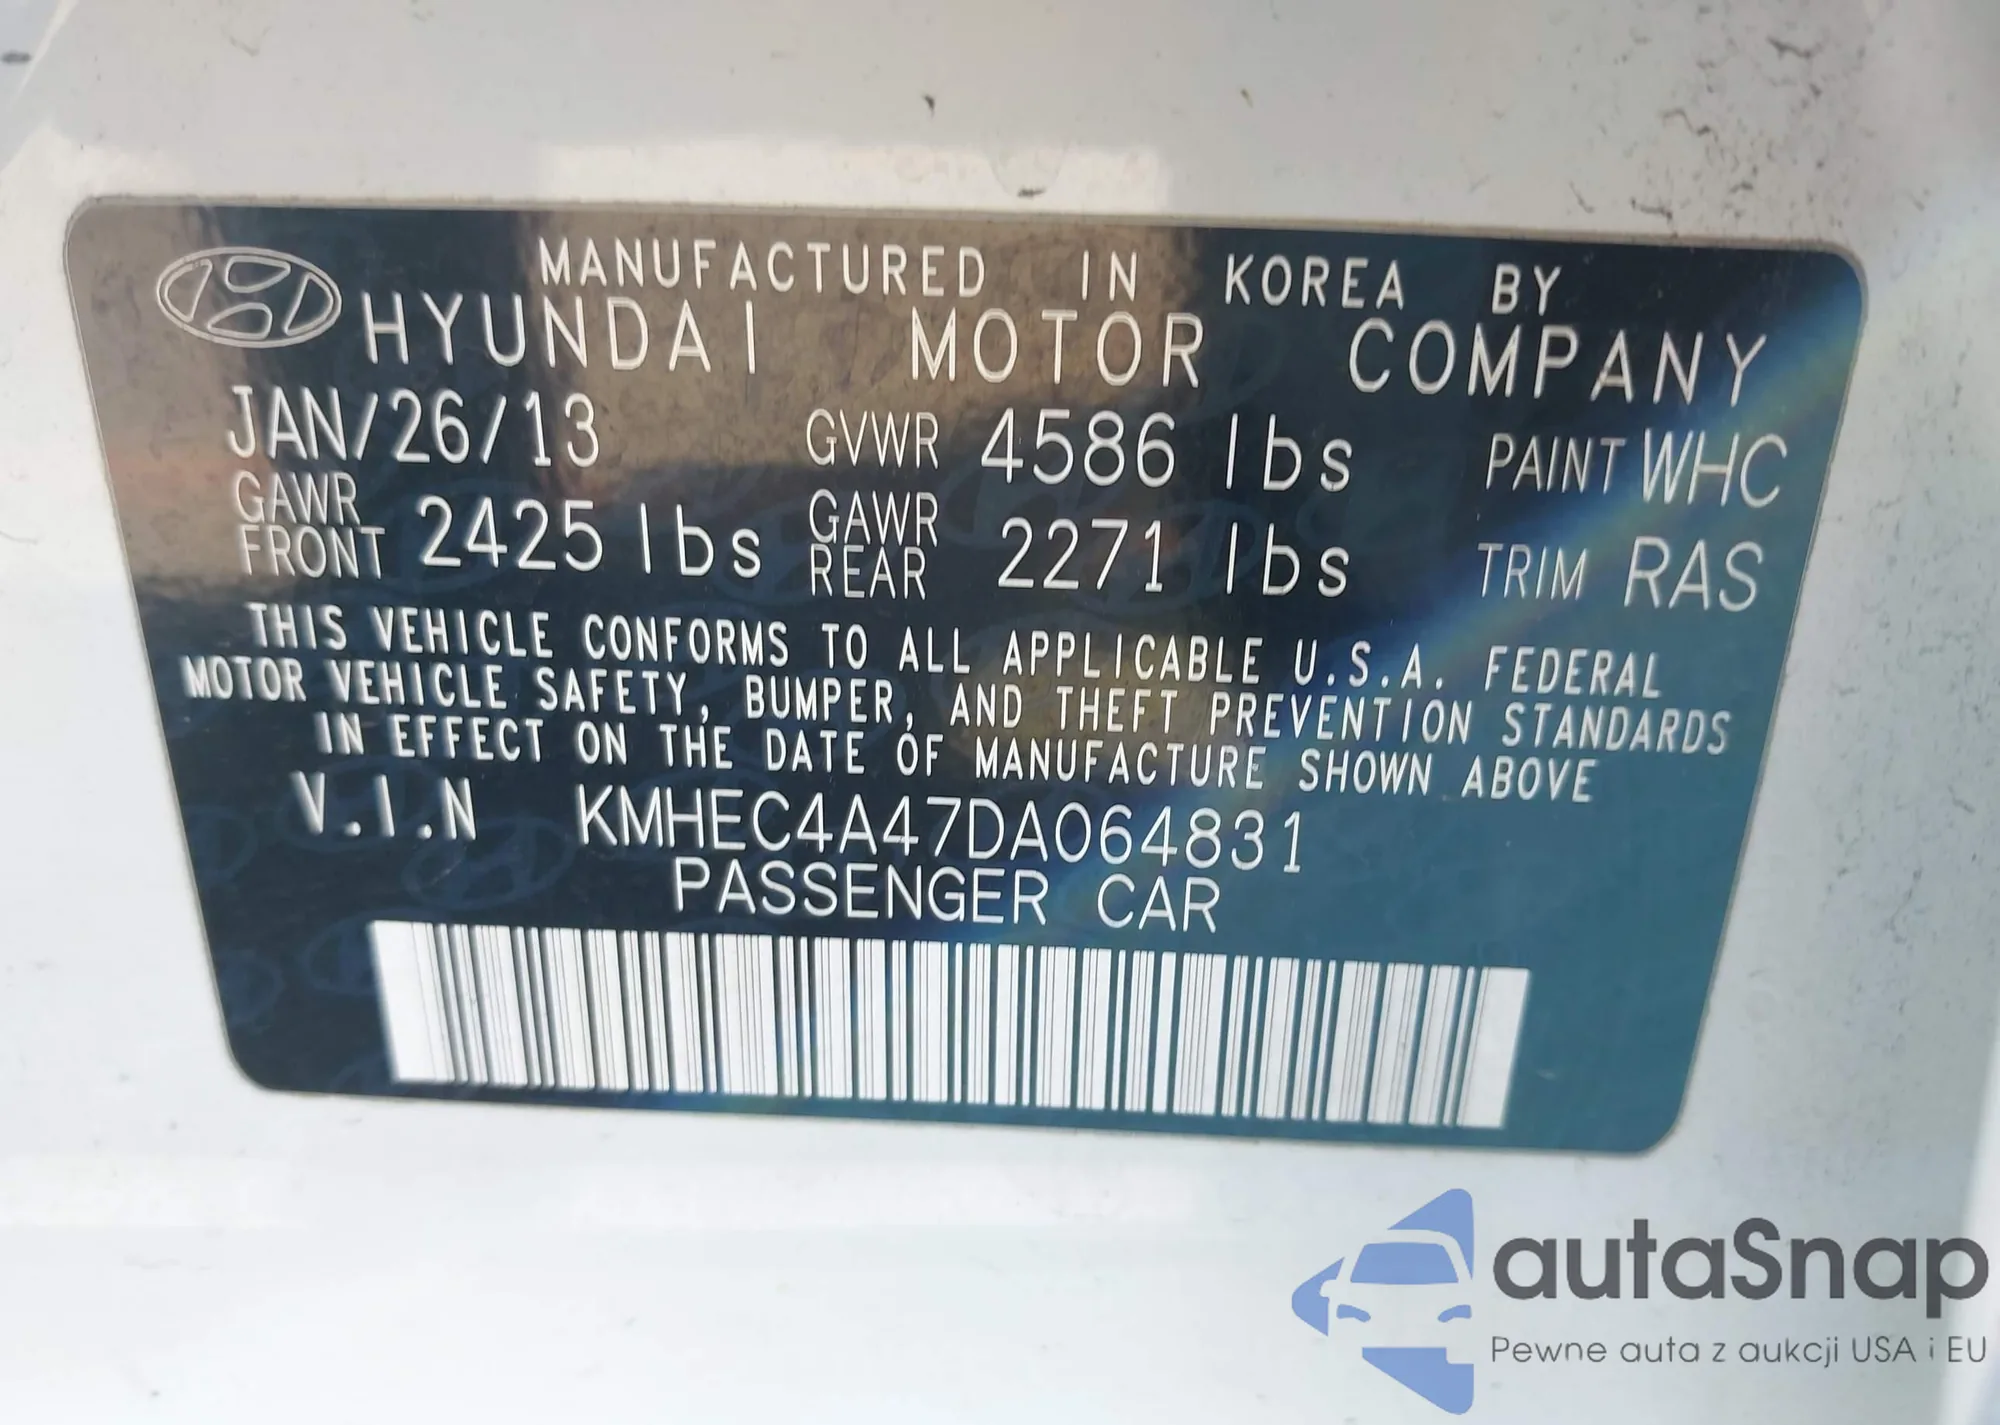 MANUFACTURED IN KOREA BY
HYUNDAI MOTOR COMPANY
JAN/26/13 GVWR 4586 lbs PAINT WHC
GAWR FRONT 2425 lbs GAWR REAR 2271 lbs TRIM RAS
THIS VEHICLE CONFORMS TO ALL APPLICABLE U.S.A. FEDERAL
MOTOR VEHICLE SAFETY, BUMPER, AND THEFT PREVENTION STANDARDS
IN EFFECT ON THE DATE OF MANUFACTURE SHOWN ABOVE
V.I.N KMHEC4A47DA064831
PASSENGER CAR
autaSnap
Pewne auta z aukcji USA i EU